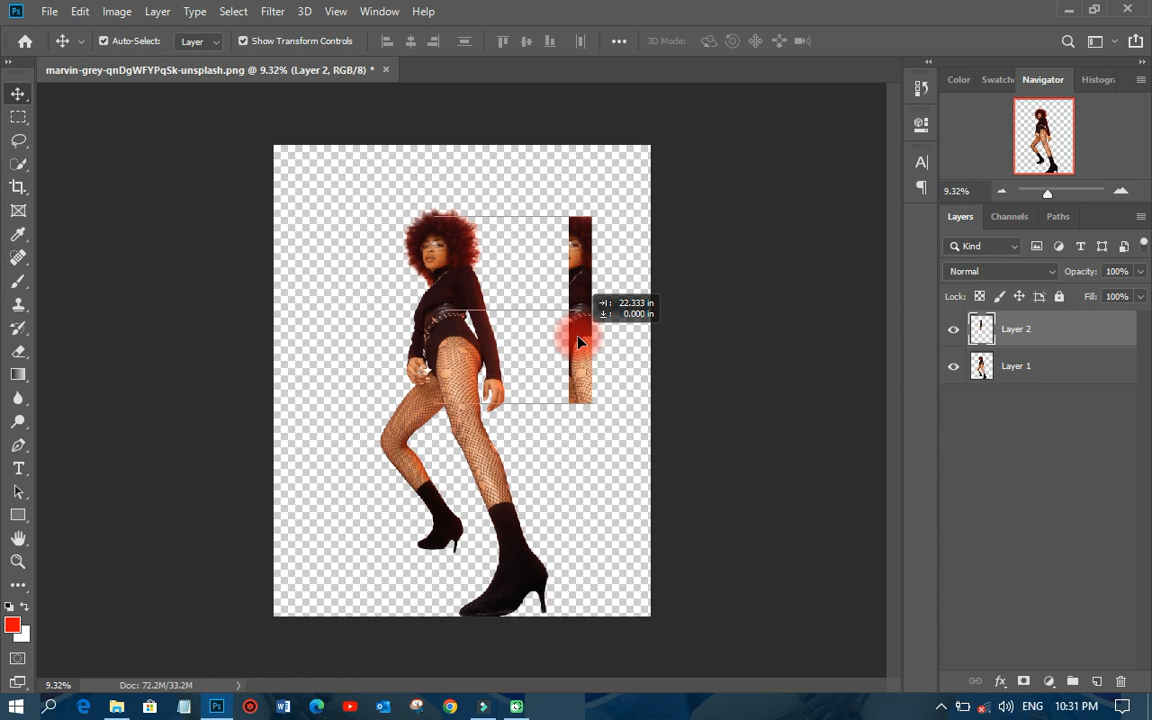 Ps File Edit Image Layer Type Select Filter 3D View Window Help
Auto-Select: Layer Show Transform Controls 3D Mode:
marvin-grey-qnDgWFYPqSk-unsplash.png @ 9.32% (Layer 2, RGB/8) *
Color Swatche Navigator Histogra
9.32%
Layers Channels Paths
Kind
Normal Opacity: 100%
Lock: Fill: 100%
Layer 2
Layer 1
22.333 in
0.000 in
9.32% Doc: 72.2M/33.2M
ENG 10:31 PM